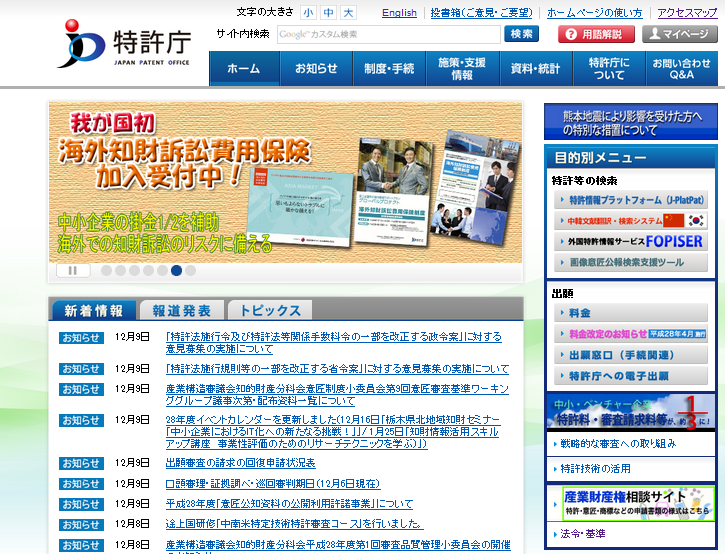 文字の大きさ 小 中 大 English 投書箱(ご意見・ご要望) ホームページの使い方 アクセスマップ
特許庁
JAPAN PATENT OFFICE
サイト内検索 Google カスタム検索 検索 用語解説 マイページ
ホーム お知らせ 制度・手続 施策・支援情報 資料・統計 特許庁について お問い合わせ Q&A
我が国初
海外知財訴訟費用保険
加入受付中!
中小企業の掛金1/2を補助
海外での知財訴訟のリスクに備える
新着情報 報道発表 トピックス
お知らせ 12月9日 「特許法施行令及び特許法等関係手数料令の一部を改正する政令案」に対する
意見募集の実施について
お知らせ 12月9日 「特許法施行規則等の一部を改正する省令案」に対する意見募集の実施について
お知らせ 12月9日 産業構造審議会知的財産分科会意匠制度小委員会第9回意匠審査基準ワーキン
ググループ議事次第・配布資料一覧について
お知らせ 12月9日 28年度イベントカレンダーを更新しました(12月16日「栃木県北地域知財セミナー
「中小企業におけるIT化への新たなる挑戦!」」/1月25日「知財情報活用スキル
アップ講座 事業性評価のためのリサーチテクニックを学ぶ」)
お知らせ 12月9日 出願審査の請求の回復申請状況表
お知らせ 12月9日 口頭審理・証拠調べ・巡回審判期日(12月6日現在)
お知らせ 12月9日 平成28年度「意匠公知資料の公開利用許諾事業」について
お知らせ 12月8日 途上国研修「中南米特定技術特許審査コース」を行いました。
お知らせ 12月8日 産業構造審議会知的財産分科会平成28年度第1回審査品質管理小委員会の開催
熊本地震により影響を受けた方へ
の特別な措置について
目的別メニュー
特許等の検索
特許情報プラットフォーム(J-PlatPat)
中韓文献翻訳・検索システム
外国特許情報サービス FOPISER
画像意匠公報検索支援ツール
出願
料金
料金改定のお知らせ 平成28年4月施行
出願窓口(手続関連)
特許庁への電子出願
中小・ベンチャー企業
特許料・審査請求料等が、約1/3に!
戦略的な審査への取り組み
特許技術の活用
産業財産権相談サイト
特許・意匠・商標などの申請書類の様式はこちら
法令・基準